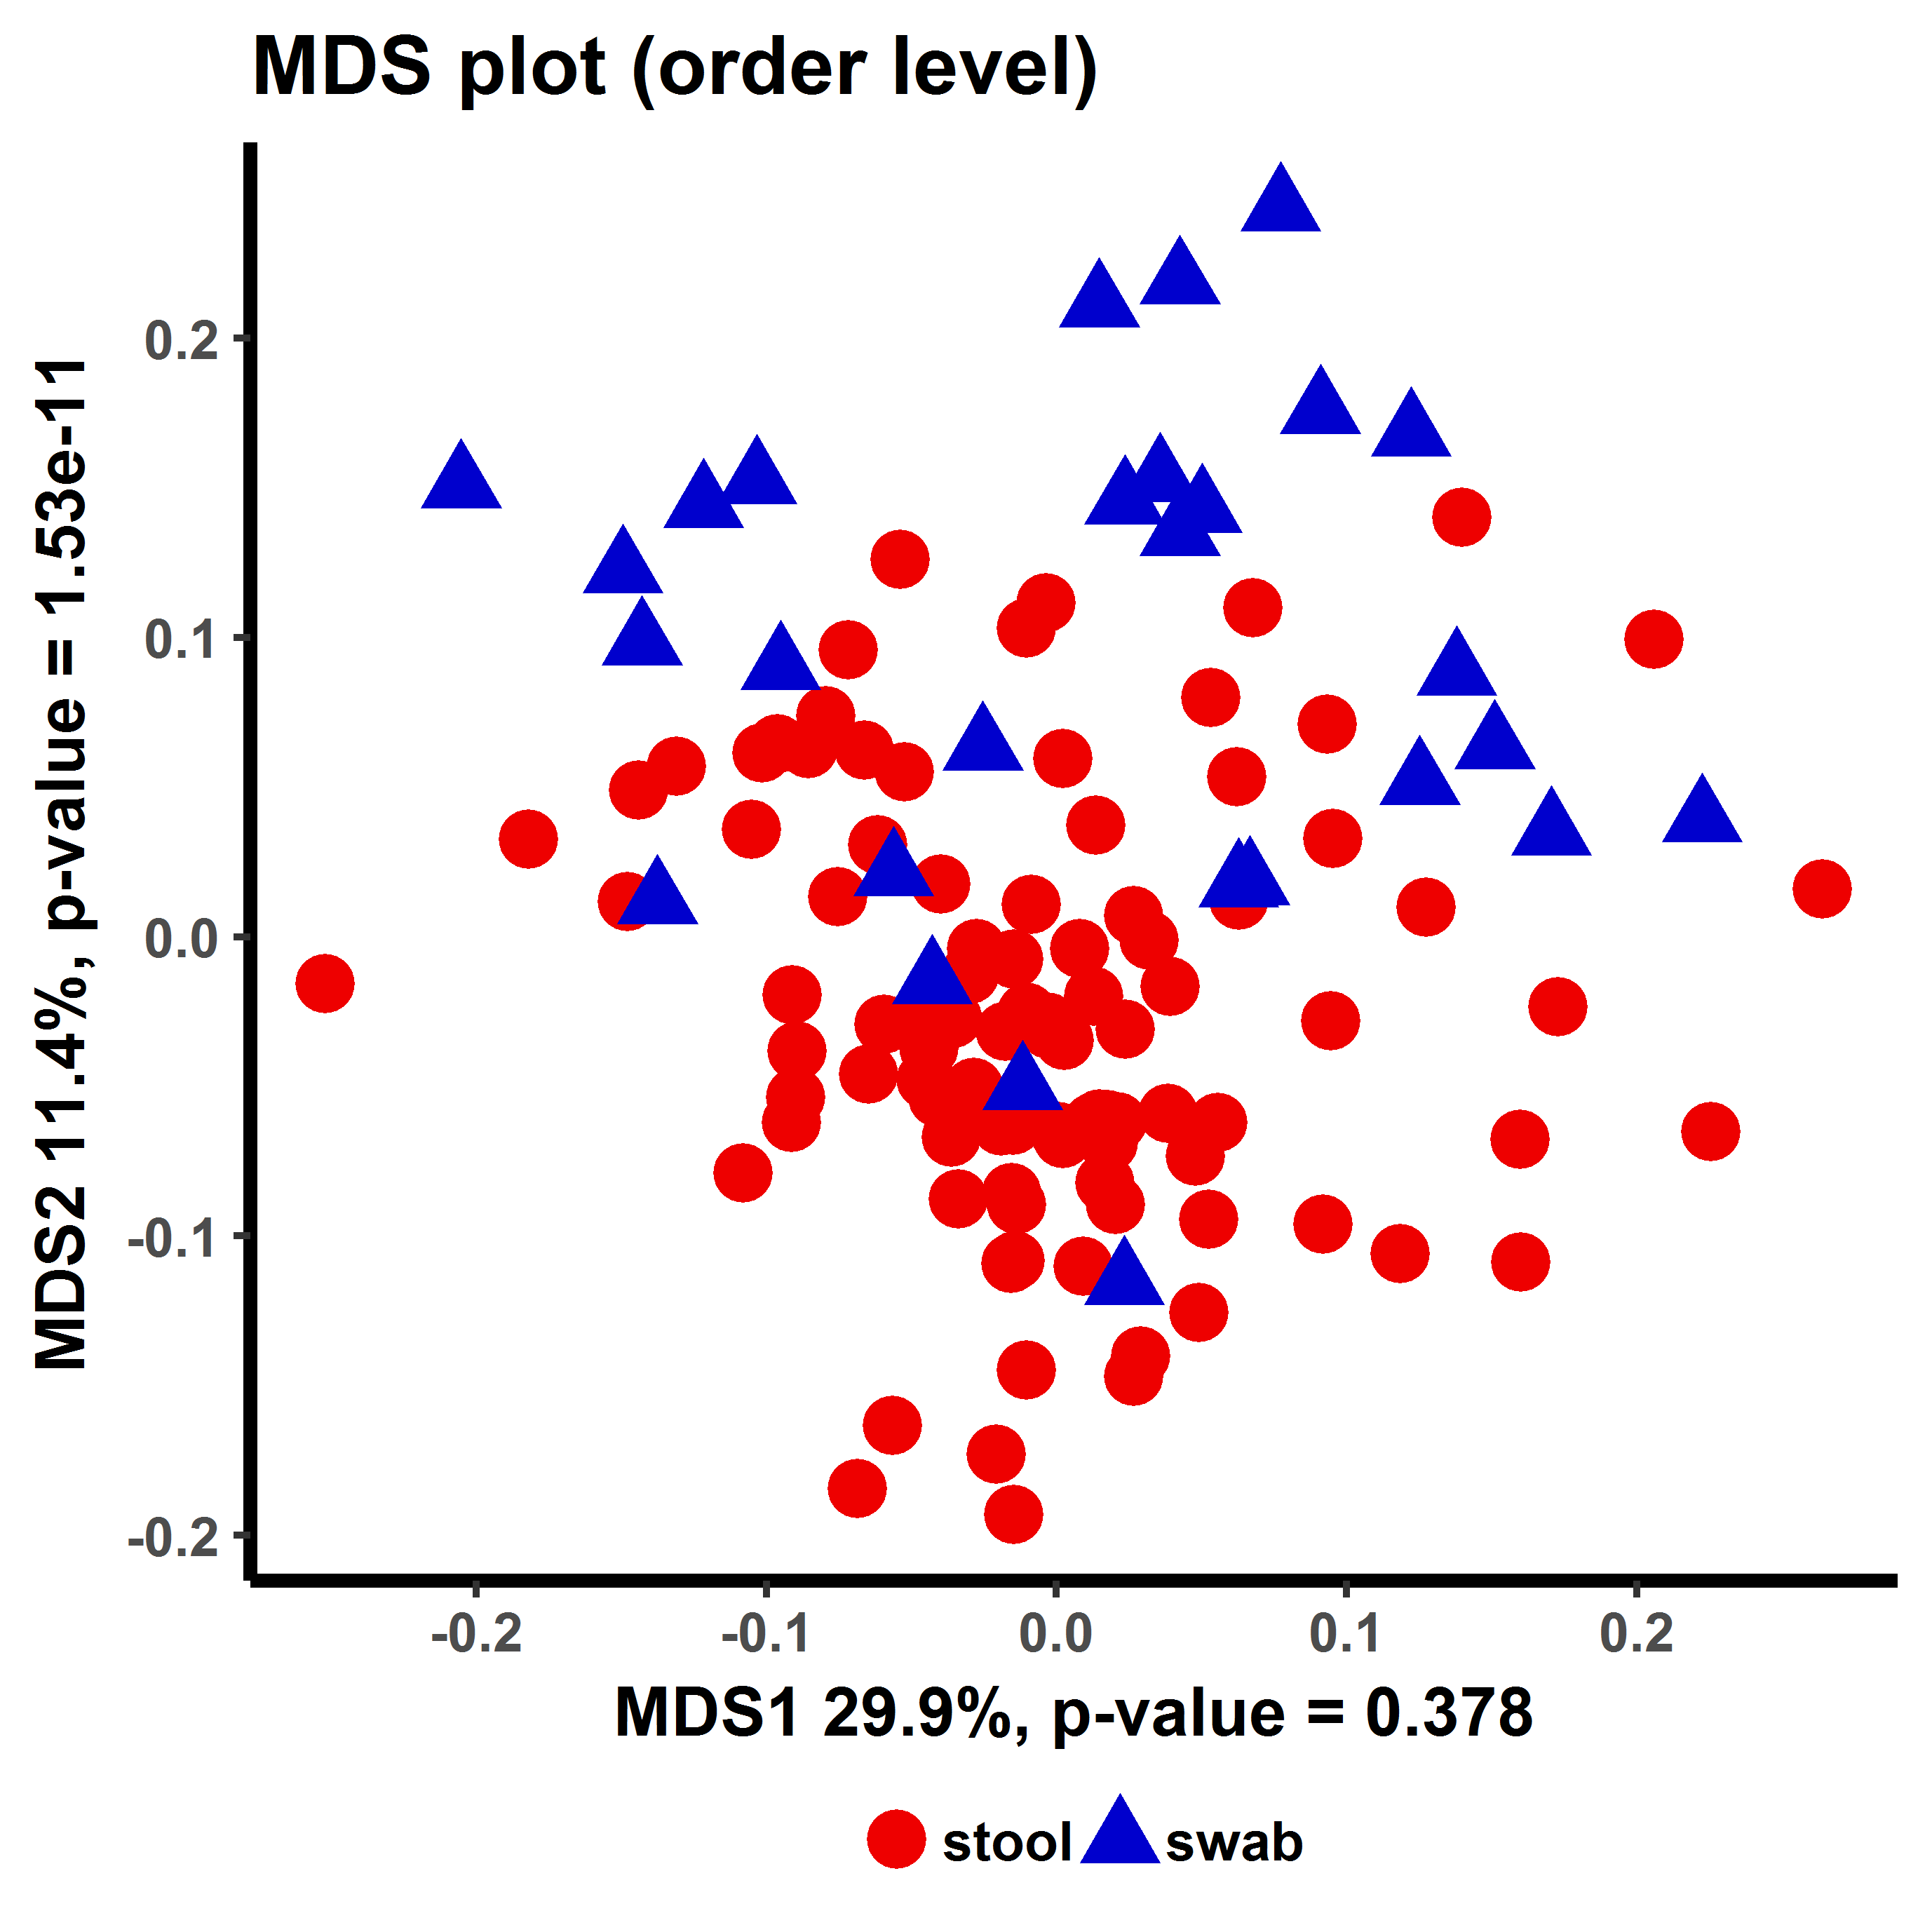 MDS plot (order level)
MDS2 11.4%, p-value = 1.53e-11
0.2
0.1
0.0
-0.1
-0.2
-0.2 -0.1 0.0 0.1 0.2
MDS1 29.9%, p-value = 0.378
stool swab